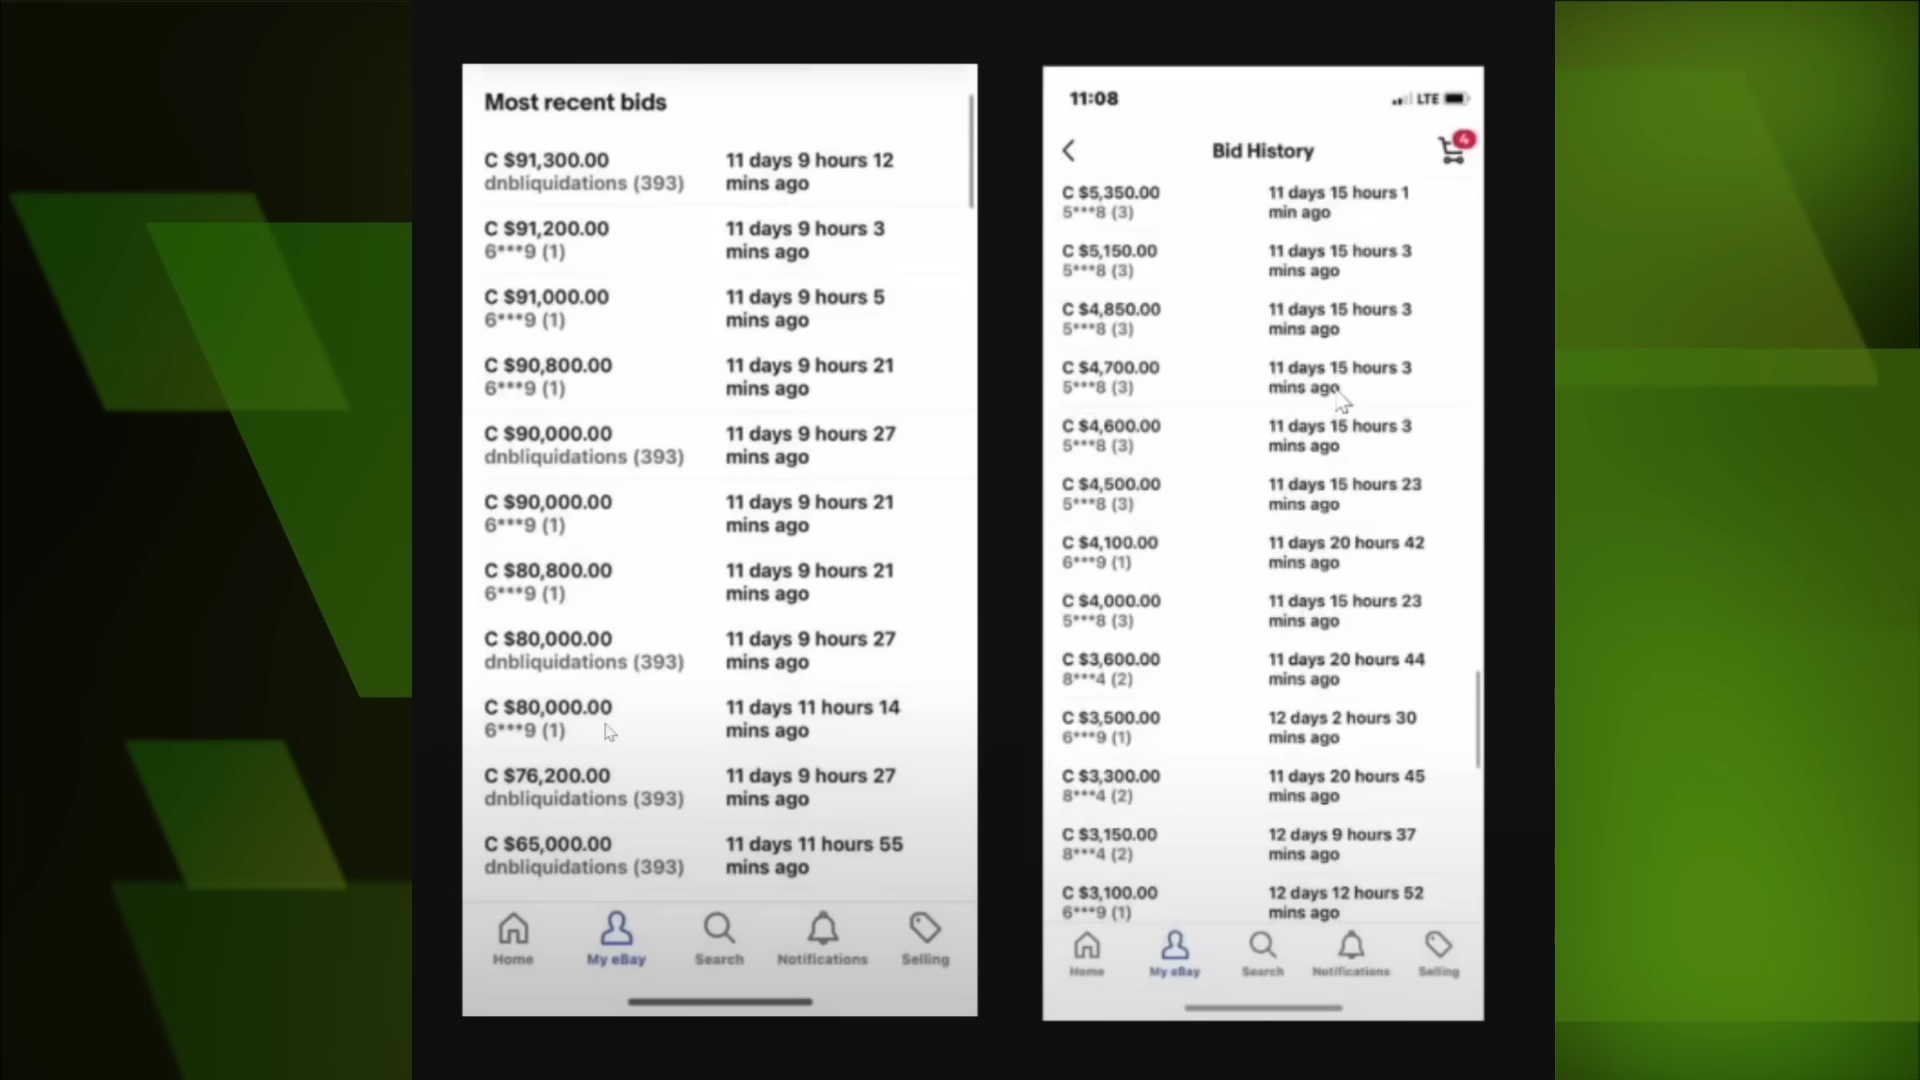 Most recent bids
C $91,300.00 11 days 9 hours 12
dnbliquidations (393) mins ago
C $91,200.00 11 days 9 hours 3
6***9 (1) mins ago
C $91,000.00 11 days 9 hours 5
6***9 (1) mins ago
C $90,800.00 11 days 9 hours 21
6***9 (1) mins ago
C $90,000.00 11 days 9 hours 27
dnbliquidations (393) mins ago
C $90,000.00 11 days 9 hours 21
6***9 (1) mins ago
C $80,800.00 11 days 9 hours 21
6***9 (1) mins ago
C $80,000.00 11 days 9 hours 27
dnbliquidations (393) mins ago
C $80,000.00 11 days 11 hours 14
6***9 (1) mins ago
C $76,200.00 11 days 9 hours 27
dnbliquidations (393) mins ago
C $65,000.00 11 days 11 hours 55
dnbliquidations (393) mins ago
Home My eBay Search Notifications Selling
11:08 LTE
4
Bid History
C $5,350.00 11 days 15 hours 1
5***8 (3) min ago
C $5,150.00 11 days 15 hours 3
5***8 (3) mins ago
C $4,850.00 11 days 15 hours 3
5***8 (3) mins ago
C $4,700.00 11 days 15 hours 3
5***8 (3) mins ago
C $4,600.00 11 days 15 hours 3
5***8 (3) mins ago
C $4,500.00 11 days 15 hours 23
5***8 (3) mins ago
C $4,100.00 11 days 20 hours 42
6***9 (1) mins ago
C $4,000.00 11 days 15 hours 23
5***8 (3) mins ago
C $3,600.00 11 days 20 hours 44
8***4 (2) mins ago
C $3,500.00 12 days 2 hours 30
6***9 (1) mins ago
C $3,300.00 11 days 20 hours 45
8***4 (2) mins ago
C $3,150.00 12 days 9 hours 37
8***4 (2) mins ago
C $3,100.00 12 days 12 hours 52
6***9 (1) mins ago
Home My eBay Search Notifications Selling